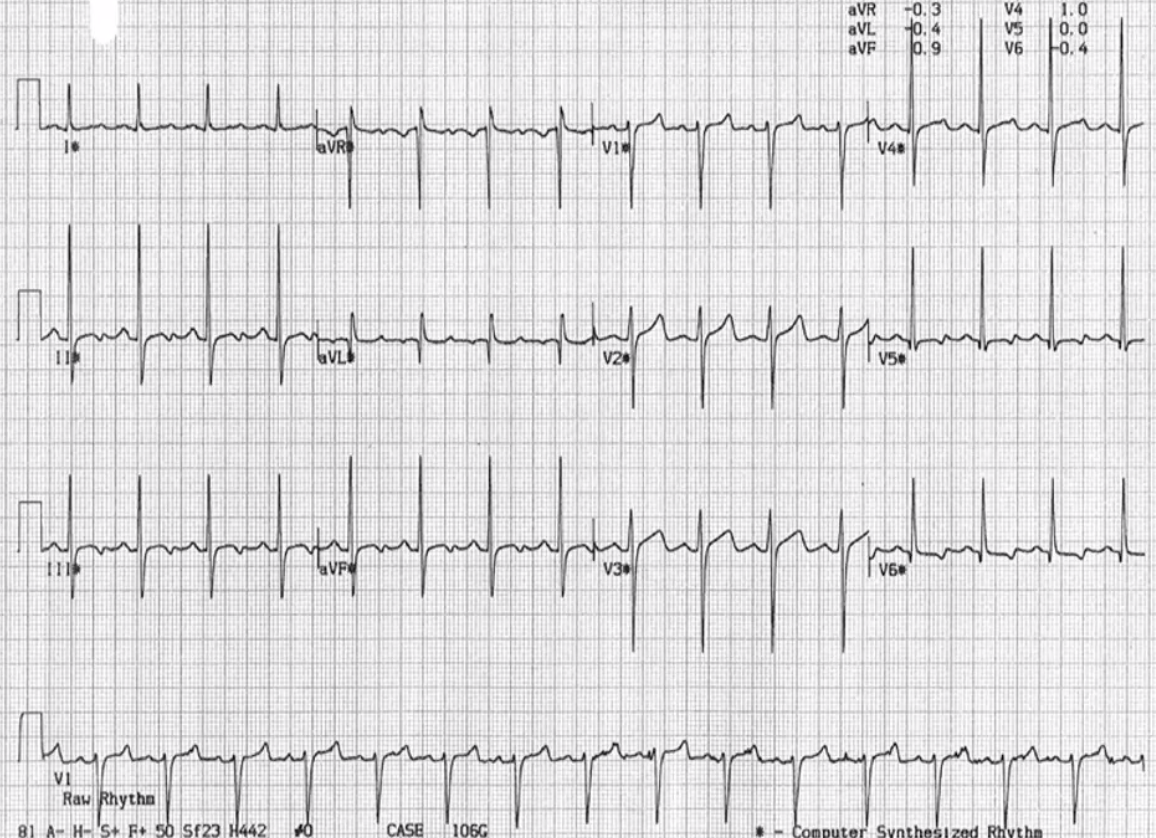 aVR -0.3 V4 1.0
aVL -0.4 V5 0.0
aVF 0.9 V6 -0.4
I* aVR* V1* V4*
II* aVL* V2* V5*
III* aVF* V3* V6*
V1
Raw Rhythm
81 A- H- S+ F+ 50 Sf23 H442 CASE 106G * - Computer Synthesized Rhythm